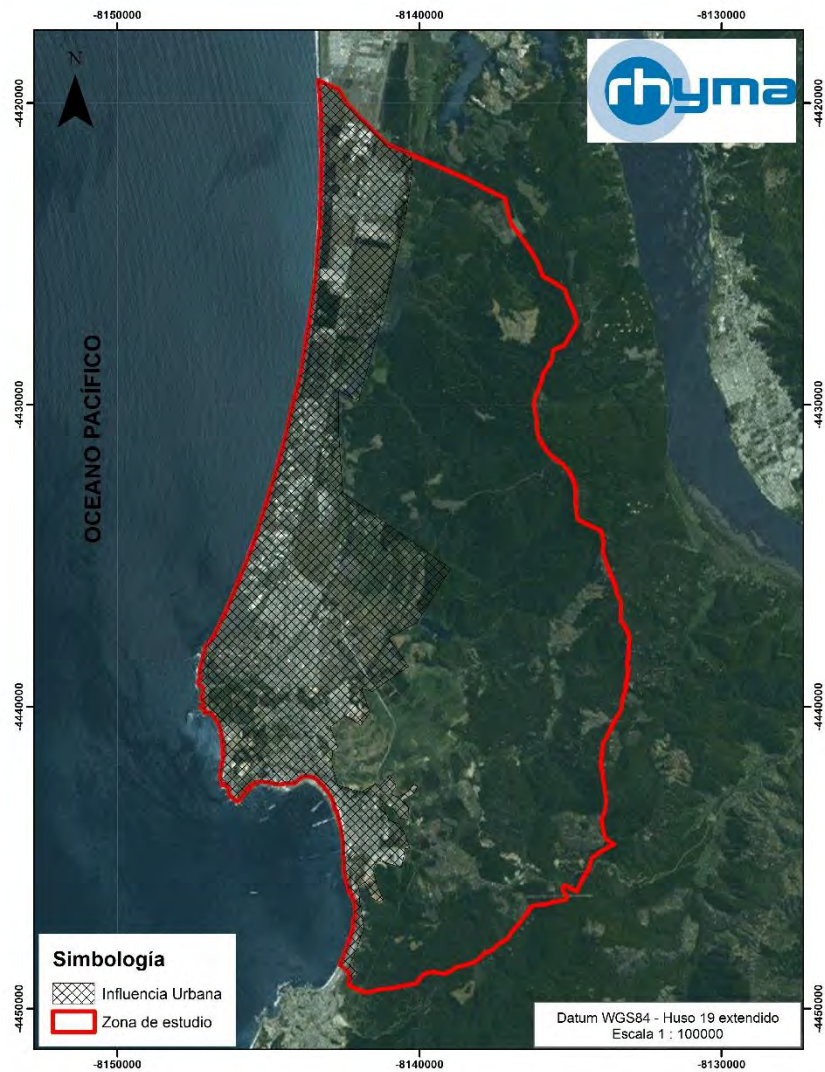 -8150000
-8140000
-8130000
N
rhyma
-4420000
-4420000
-4430000
-4430000
OCEANO PACÍFICO
-4440000
-4440000
Simbología
Influencia Urbana
Zona de estudio
Datum WGS84 - Huso 19 extendido
Escala 1 : 100000
-4450000
-4450000
-8150000
-8140000
-8130000